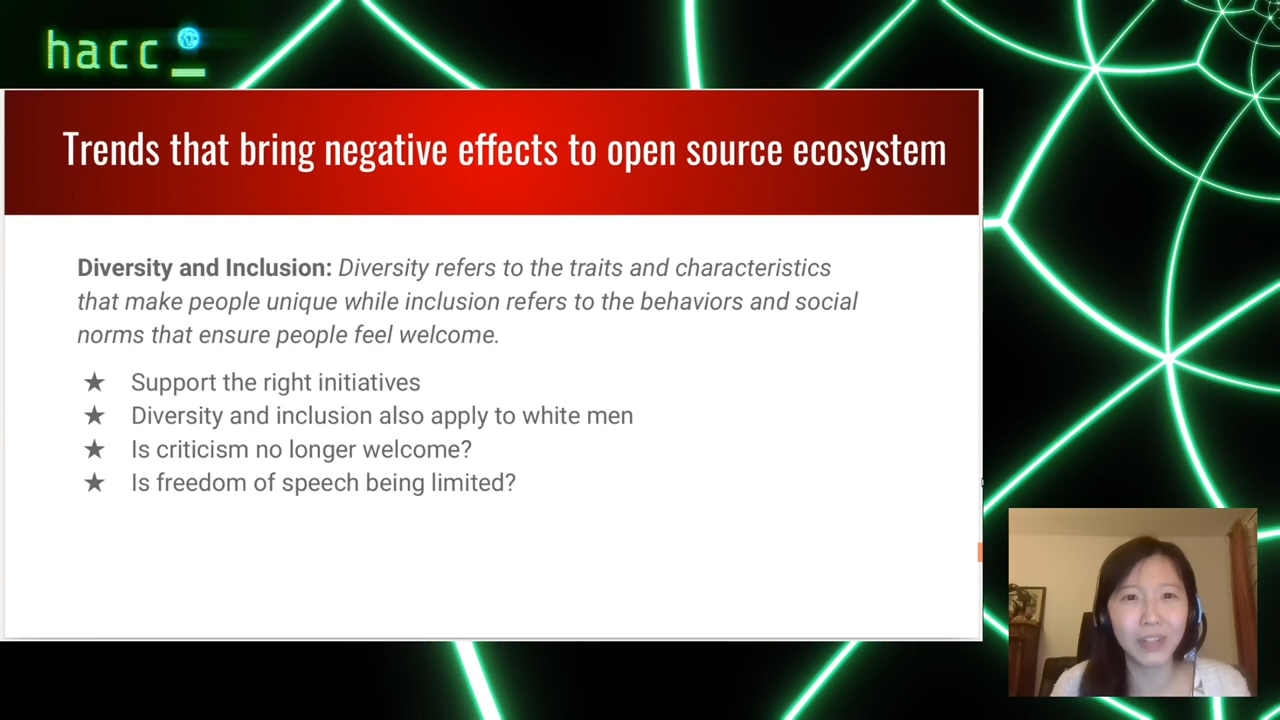 hacc_
Trends that bring negative effects to open source ecosystem
Diversity and Inclusion: Diversity refers to the traits and characteristics
that make people unique while inclusion refers to the behaviors and social
norms that ensure people feel welcome.
★ Support the right initiatives
★ Diversity and inclusion also apply to white men
★ Is criticism no longer welcome?
★ Is freedom of speech being limited?